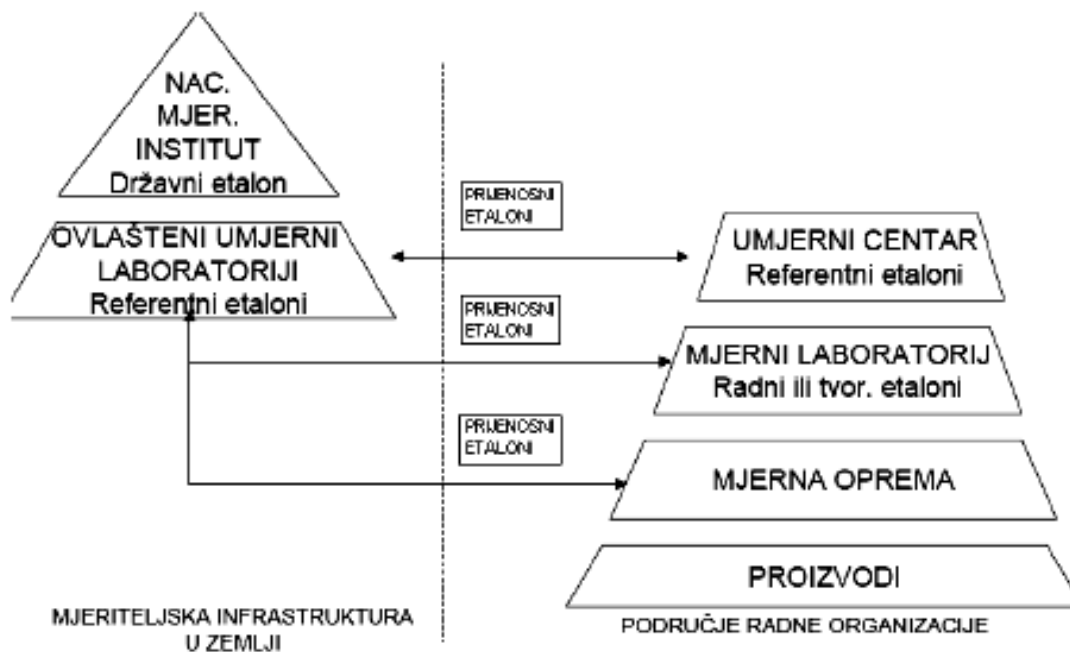 NAC.
MJER.
INSTITUT
Državni etalon
OVLAŠTENI UMJERNI
LABORATORIJI
Referentni etaloni
MJERITELJSKA INFRASTRUKTURA
U ZEMLJI
PRIJENOSNI
ETALONI
PRIJENOSNI
ETALONI
PRIJENOSNI
ETALONI
UMJERNI CENTAR
Referentni etaloni
MJERNI LABORATORIJ
Radni ili tvor. etaloni
MJERNA OPREMA
PROIZVODI
PODRUČJE RADNE ORGANIZACIJE